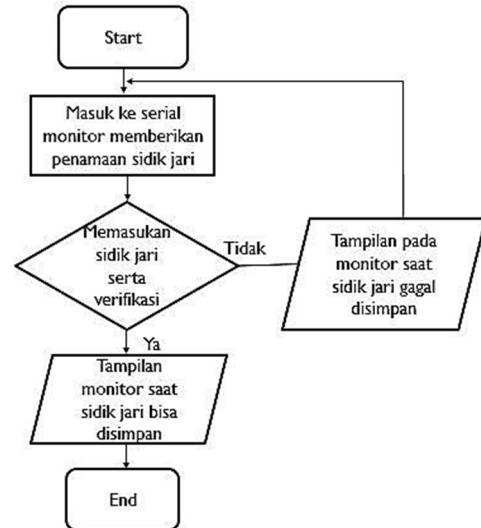 Start
Masuk ke serial
monitor memberikan
penamaan sidik jari
Memasukan
sidik jari
serta
verifikasi
Tidak
Tampilan pada
monitor saat
sidik jari gagal
disimpan
Ya
Tampilan
monitor saat
sidik jari bisa
disimpan
End